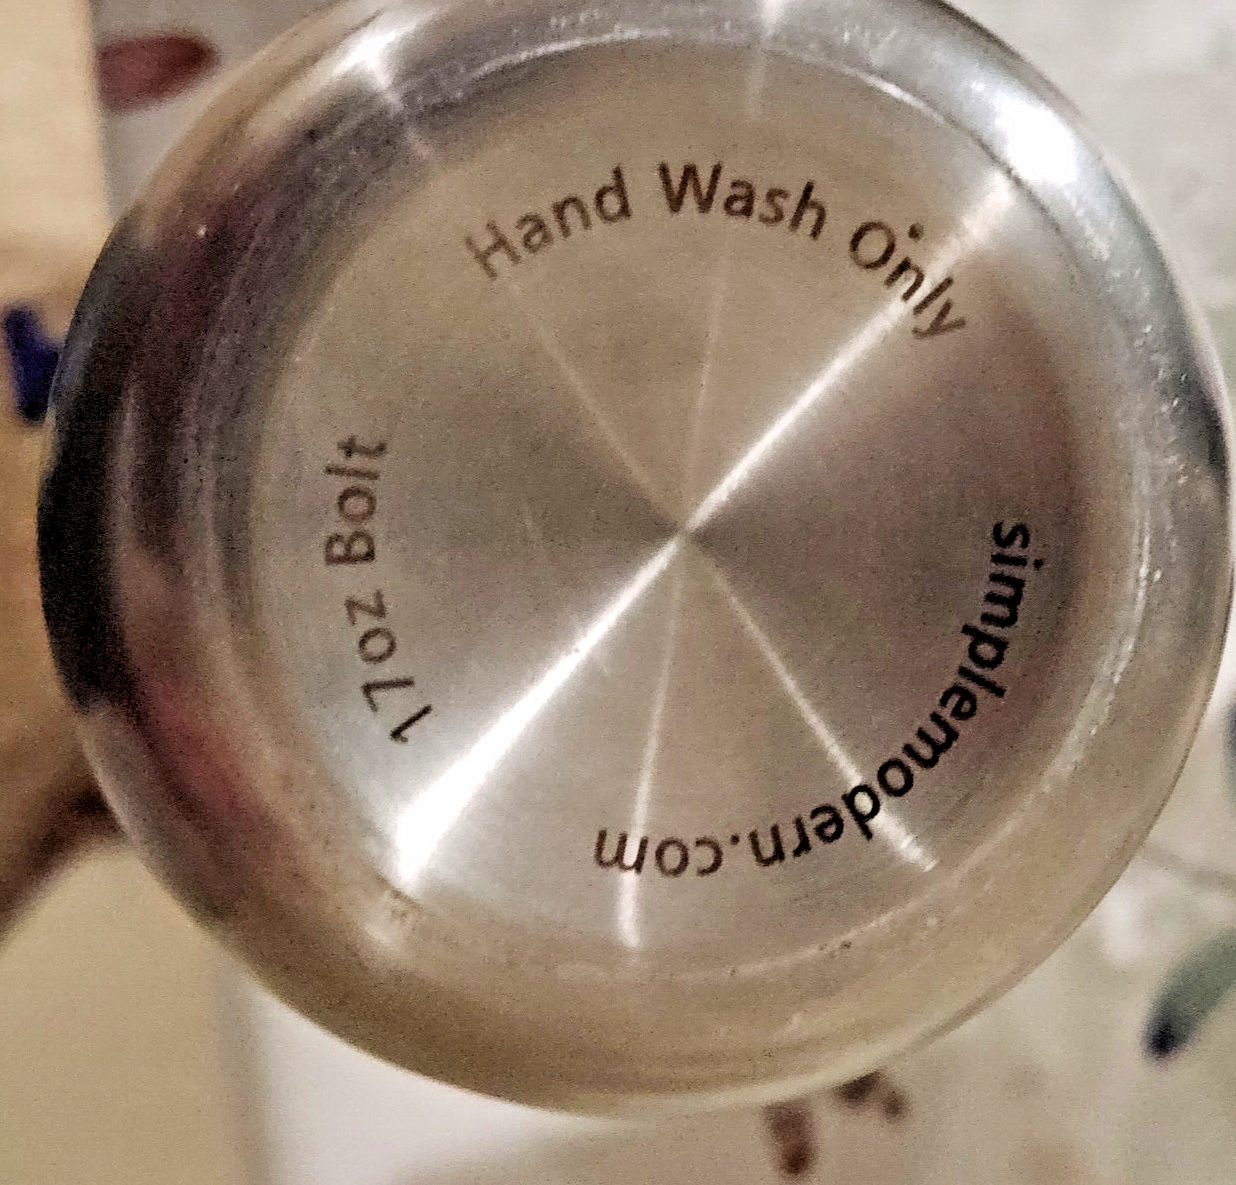 Hand Wash Only
simplemodern.com
17oz Bolt